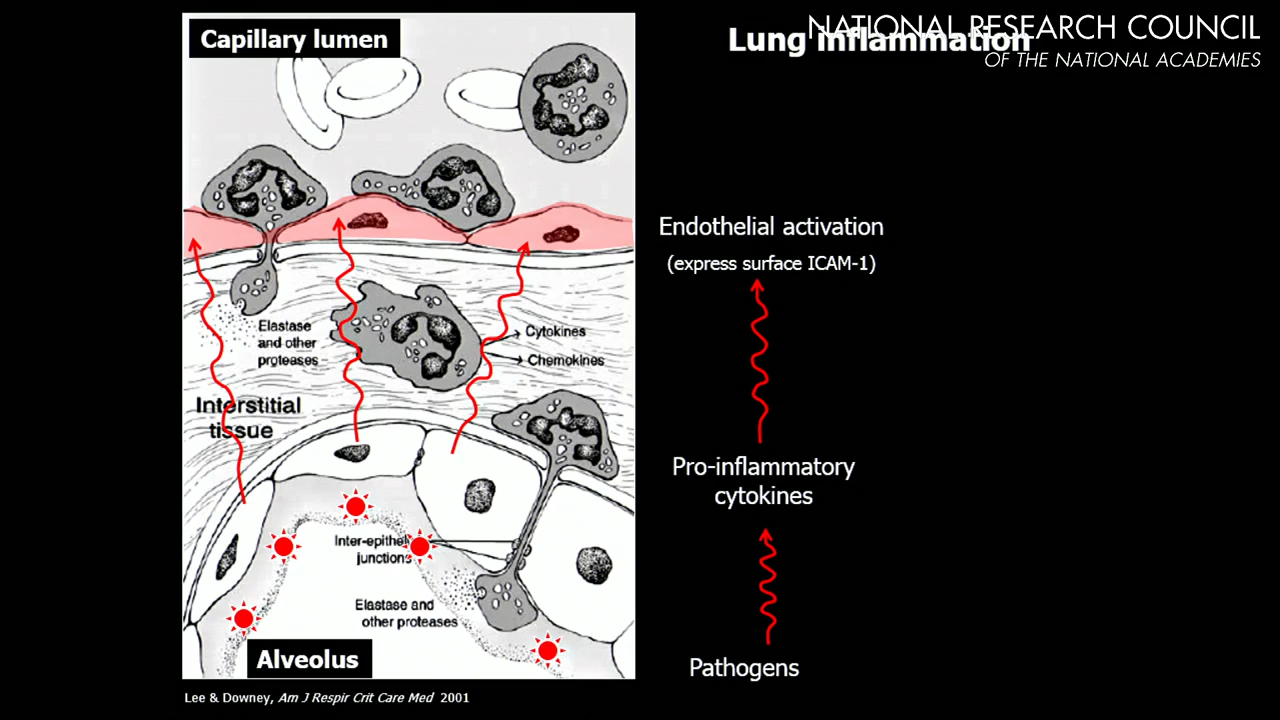 Capillary lumen
Lung inflammation
NATIONAL RESEARCH COUNCIL
OF THE NATIONAL ACADEMIES
Endothelial activation
(express surface ICAM-1)
Elastase
and other
proteases
Cytokines
Chemokines
Interstitial
tissue
Pro-inflammatory
cytokines
junctions
Elastase and
other proteases
Alveolus
Pathogens
Lee & Downey, Am J Respir Crit Care Med 2001